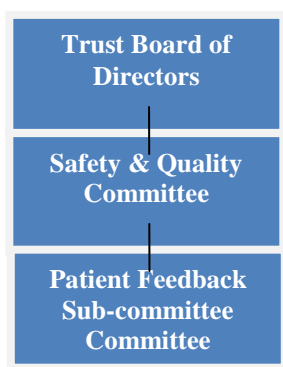 Trust Board of
Directors
Safety & Quality
Committee
Patient Feedback
Sub-committee
Committee